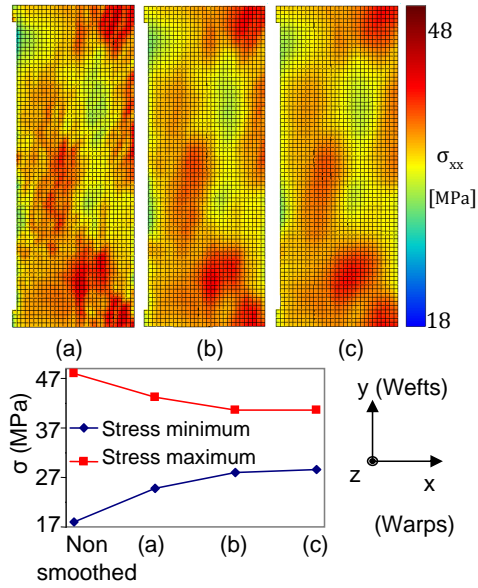 48
σxx
[MPa]
18
(a) (b) (c)
47
37
27
17
σ (MPa)
Stress minimum
Stress maximum
Non smoothed
(a) (b) (c)
y (Wefts)
z
x
(Warps)